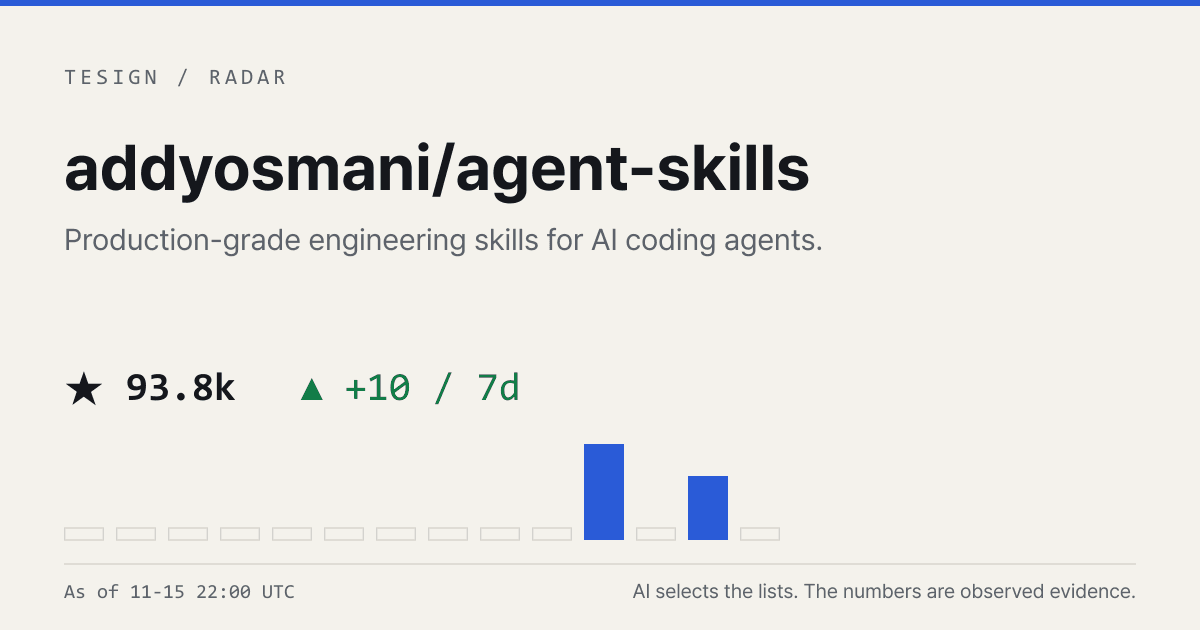 TESIGN / RADAR
addyosmani/agent-skills
Production-grade engineering skills for AI coding agents.
★ 93.8k ▲ +10 / 7d
As of 11-15 22:00 UTC
AI selects the lists. The numbers are observed evidence.